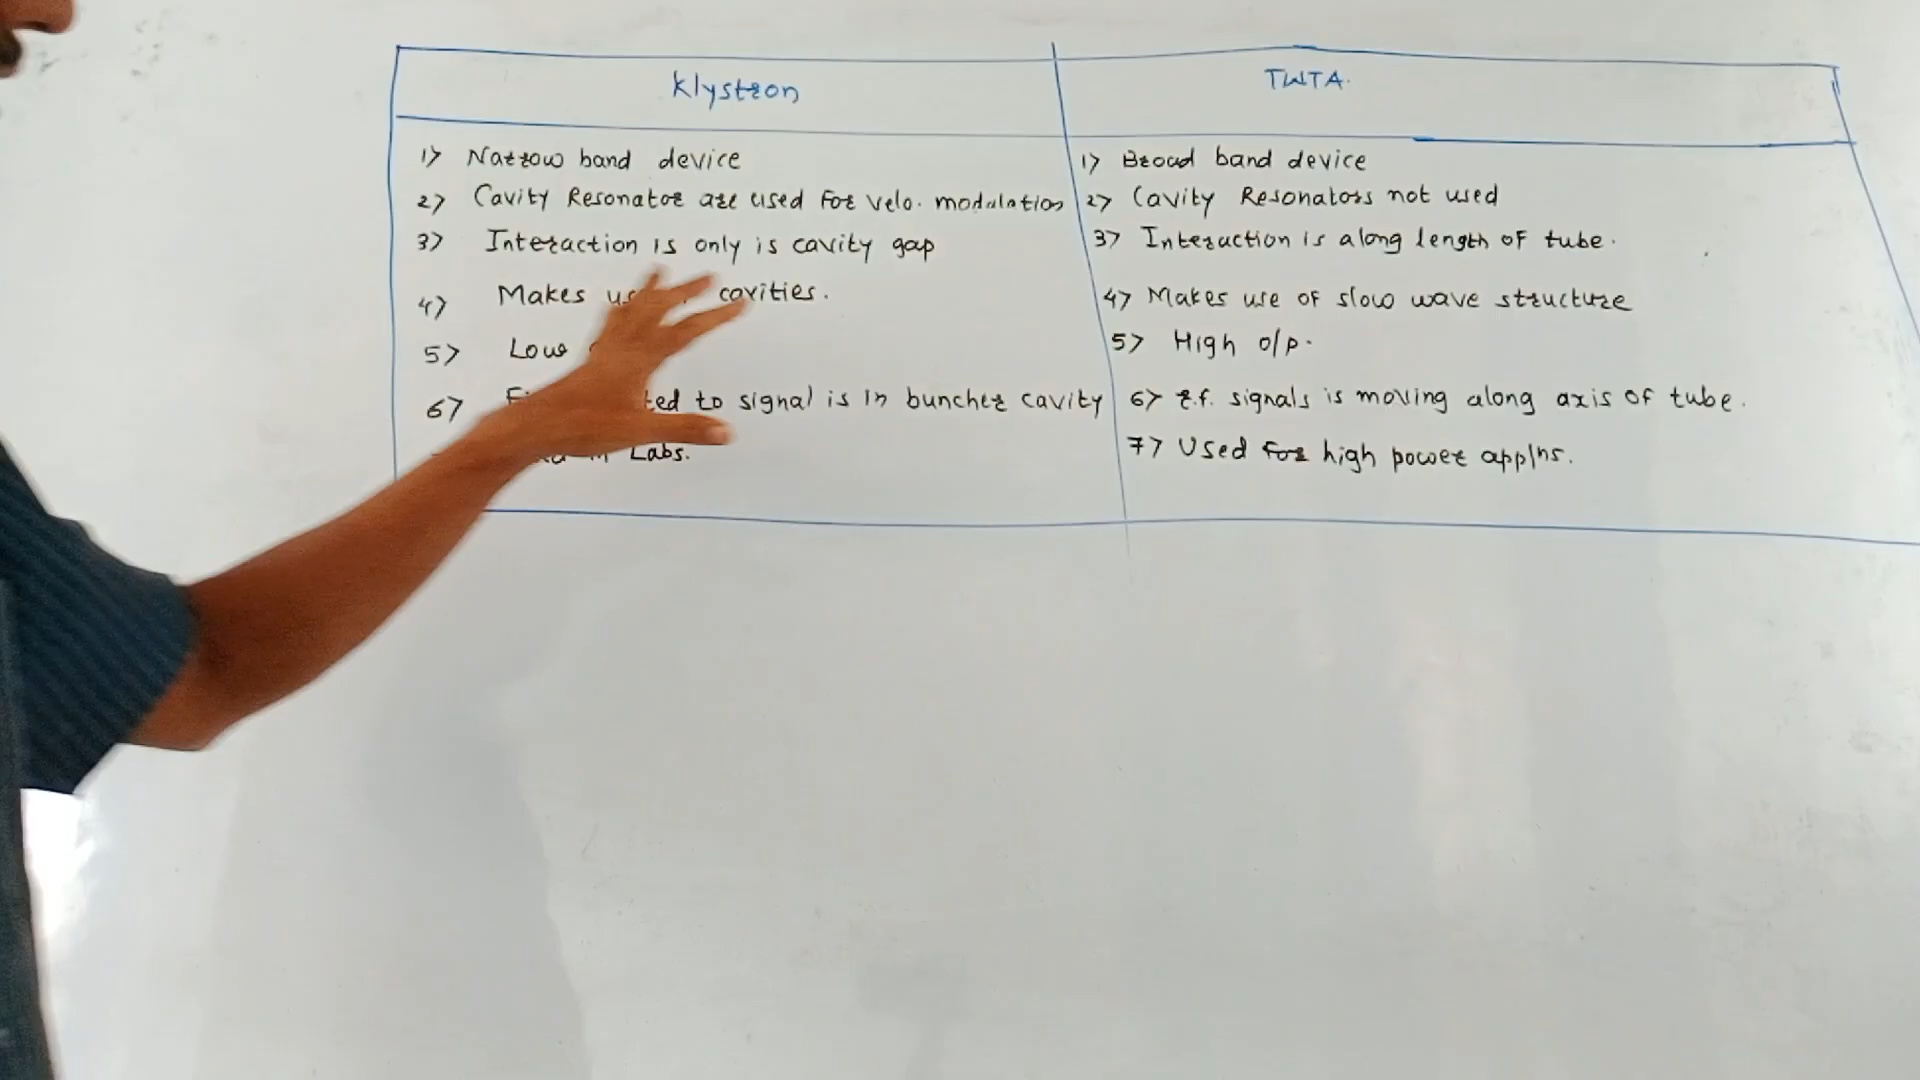 Klystron
TWTA.
1> Narrow band device
2> Cavity Resonator are used for velo. modulation
3> Interaction is only is cavity gap
4> Makes cavities.
5> Low
6> to signal is in buncher cavity
Labs.
1> Broad band device
2> Cavity Resonators not used
3> Interaction is along length of tube.
4> Makes use of slow wave structure
5> High o/p.
6> r.f. signals is moving along axis of tube.
7> Used for high power applns.